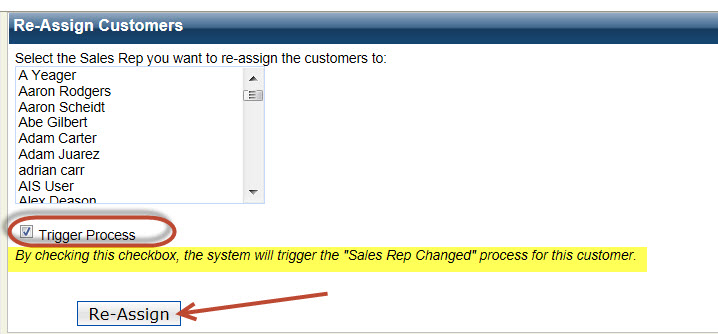 Re-Assign Customers
Select the Sales Rep you want to re-assign the customers to:
A Yeager
Aaron Rodgers
Aaron Scheidt
Abe Gilbert
Adam Carter
Adam Juarez
adrian carr
AIS User
Alex Deason
Trigger Process
By checking this checkbox, the system will trigger the "Sales Rep Changed" process for this customer.
Re-Assign